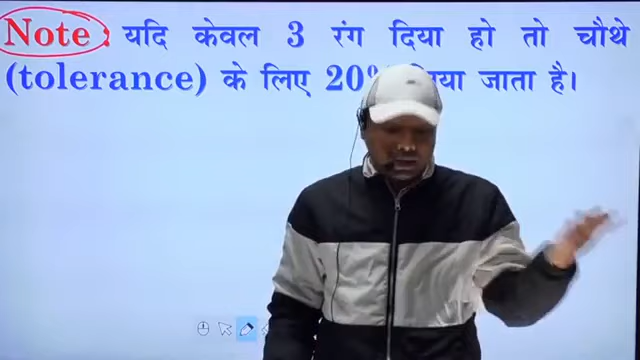 Note : यदि केवल 3 रंग दिया हो तो चौथे
(tolerance) के लिए 20% जाता है।